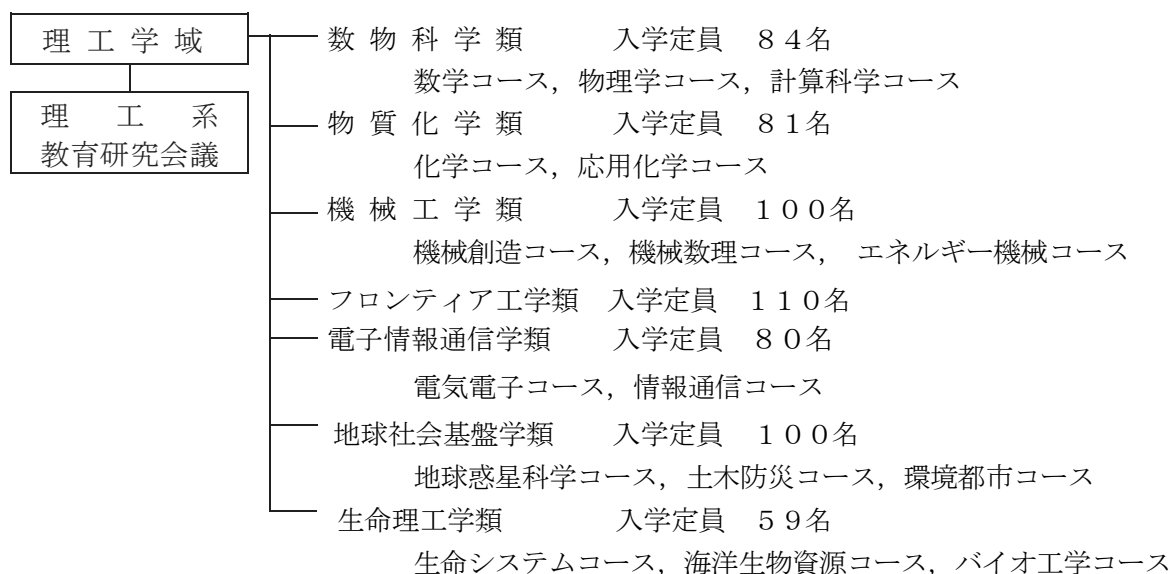 理工学域
理工系
教育研究会議
数物科学類 入学定員 84名
数学コース，物理学コース，計算科学コース
物質化学類 入学定員 81名
化学コース，応用化学コース
機械工学類 入学定員 100名
機械創造コース，機械数理コース， エネルギー機械コース
フロンティア工学類 入学定員 110名
電子情報通信学類 入学定員 80名
電気電子コース，情報通信コース
地球社会基盤学類 入学定員 100名
地球惑星科学コース，土木防災コース，環境都市コース
生命理工学類 入学定員 59名
生命システムコース，海洋生物資源コース，バイオ工学コース